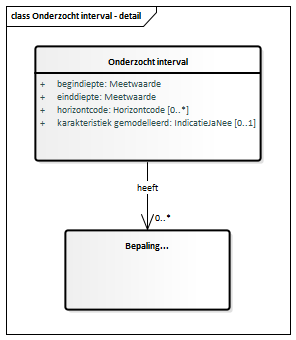 class Onderzocht interval - detail
Onderzocht interval
+ begindiepte: Meetwaarde
+ einddiepte: Meetwaarde
+ horizontcode: Horizontcode [0..*]
+ karakteristiek gemodelleerd: IndicatieJaNee [0..1]
heeft
0..*
Bepaling...